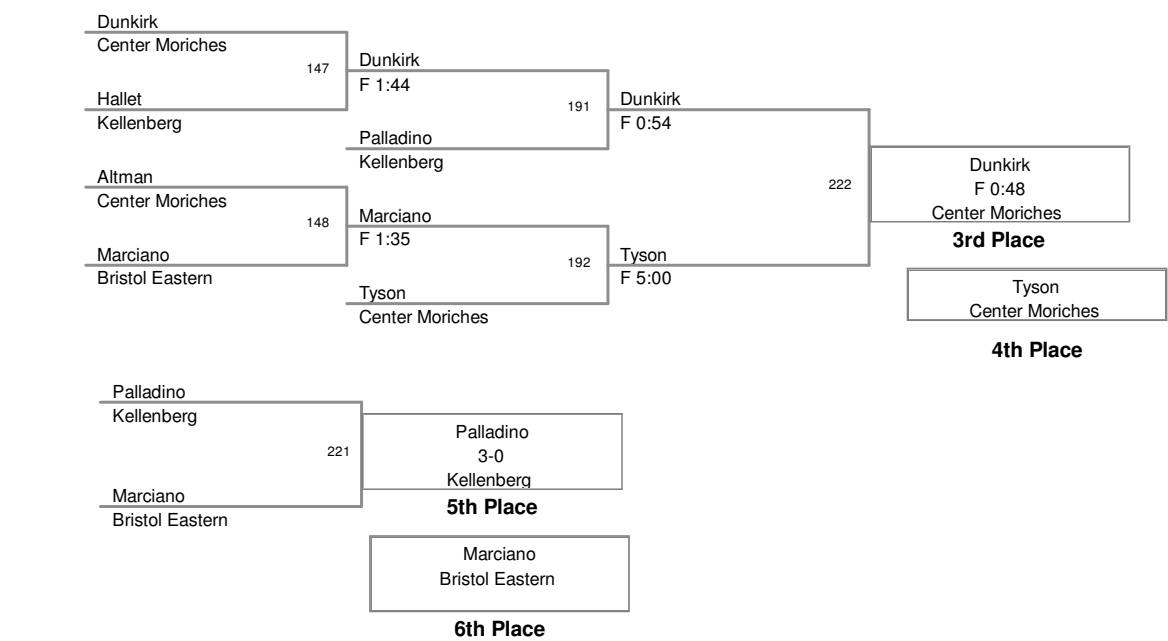 Dunkirk
Center Moriches
147
Hallet
Kellenberg
Dunkirk
F 1:44
191
Palladino
Kellenberg
Altman
Center Moriches
148
Marciano
Bristol Eastern
Marciano
F 1:35
192
Tyson
Center Moriches
Dunkirk
F 0:54
222
Tyson
F 5:00
Dunkirk
F 0:48
Center Moriches
3rd Place
Tyson
Center Moriches
4th Place
Palladino
Kellenberg
221
Marciano
Bristol Eastern
Palladino
3-0
Kellenberg
5th Place
Marciano
Bristol Eastern
6th Place